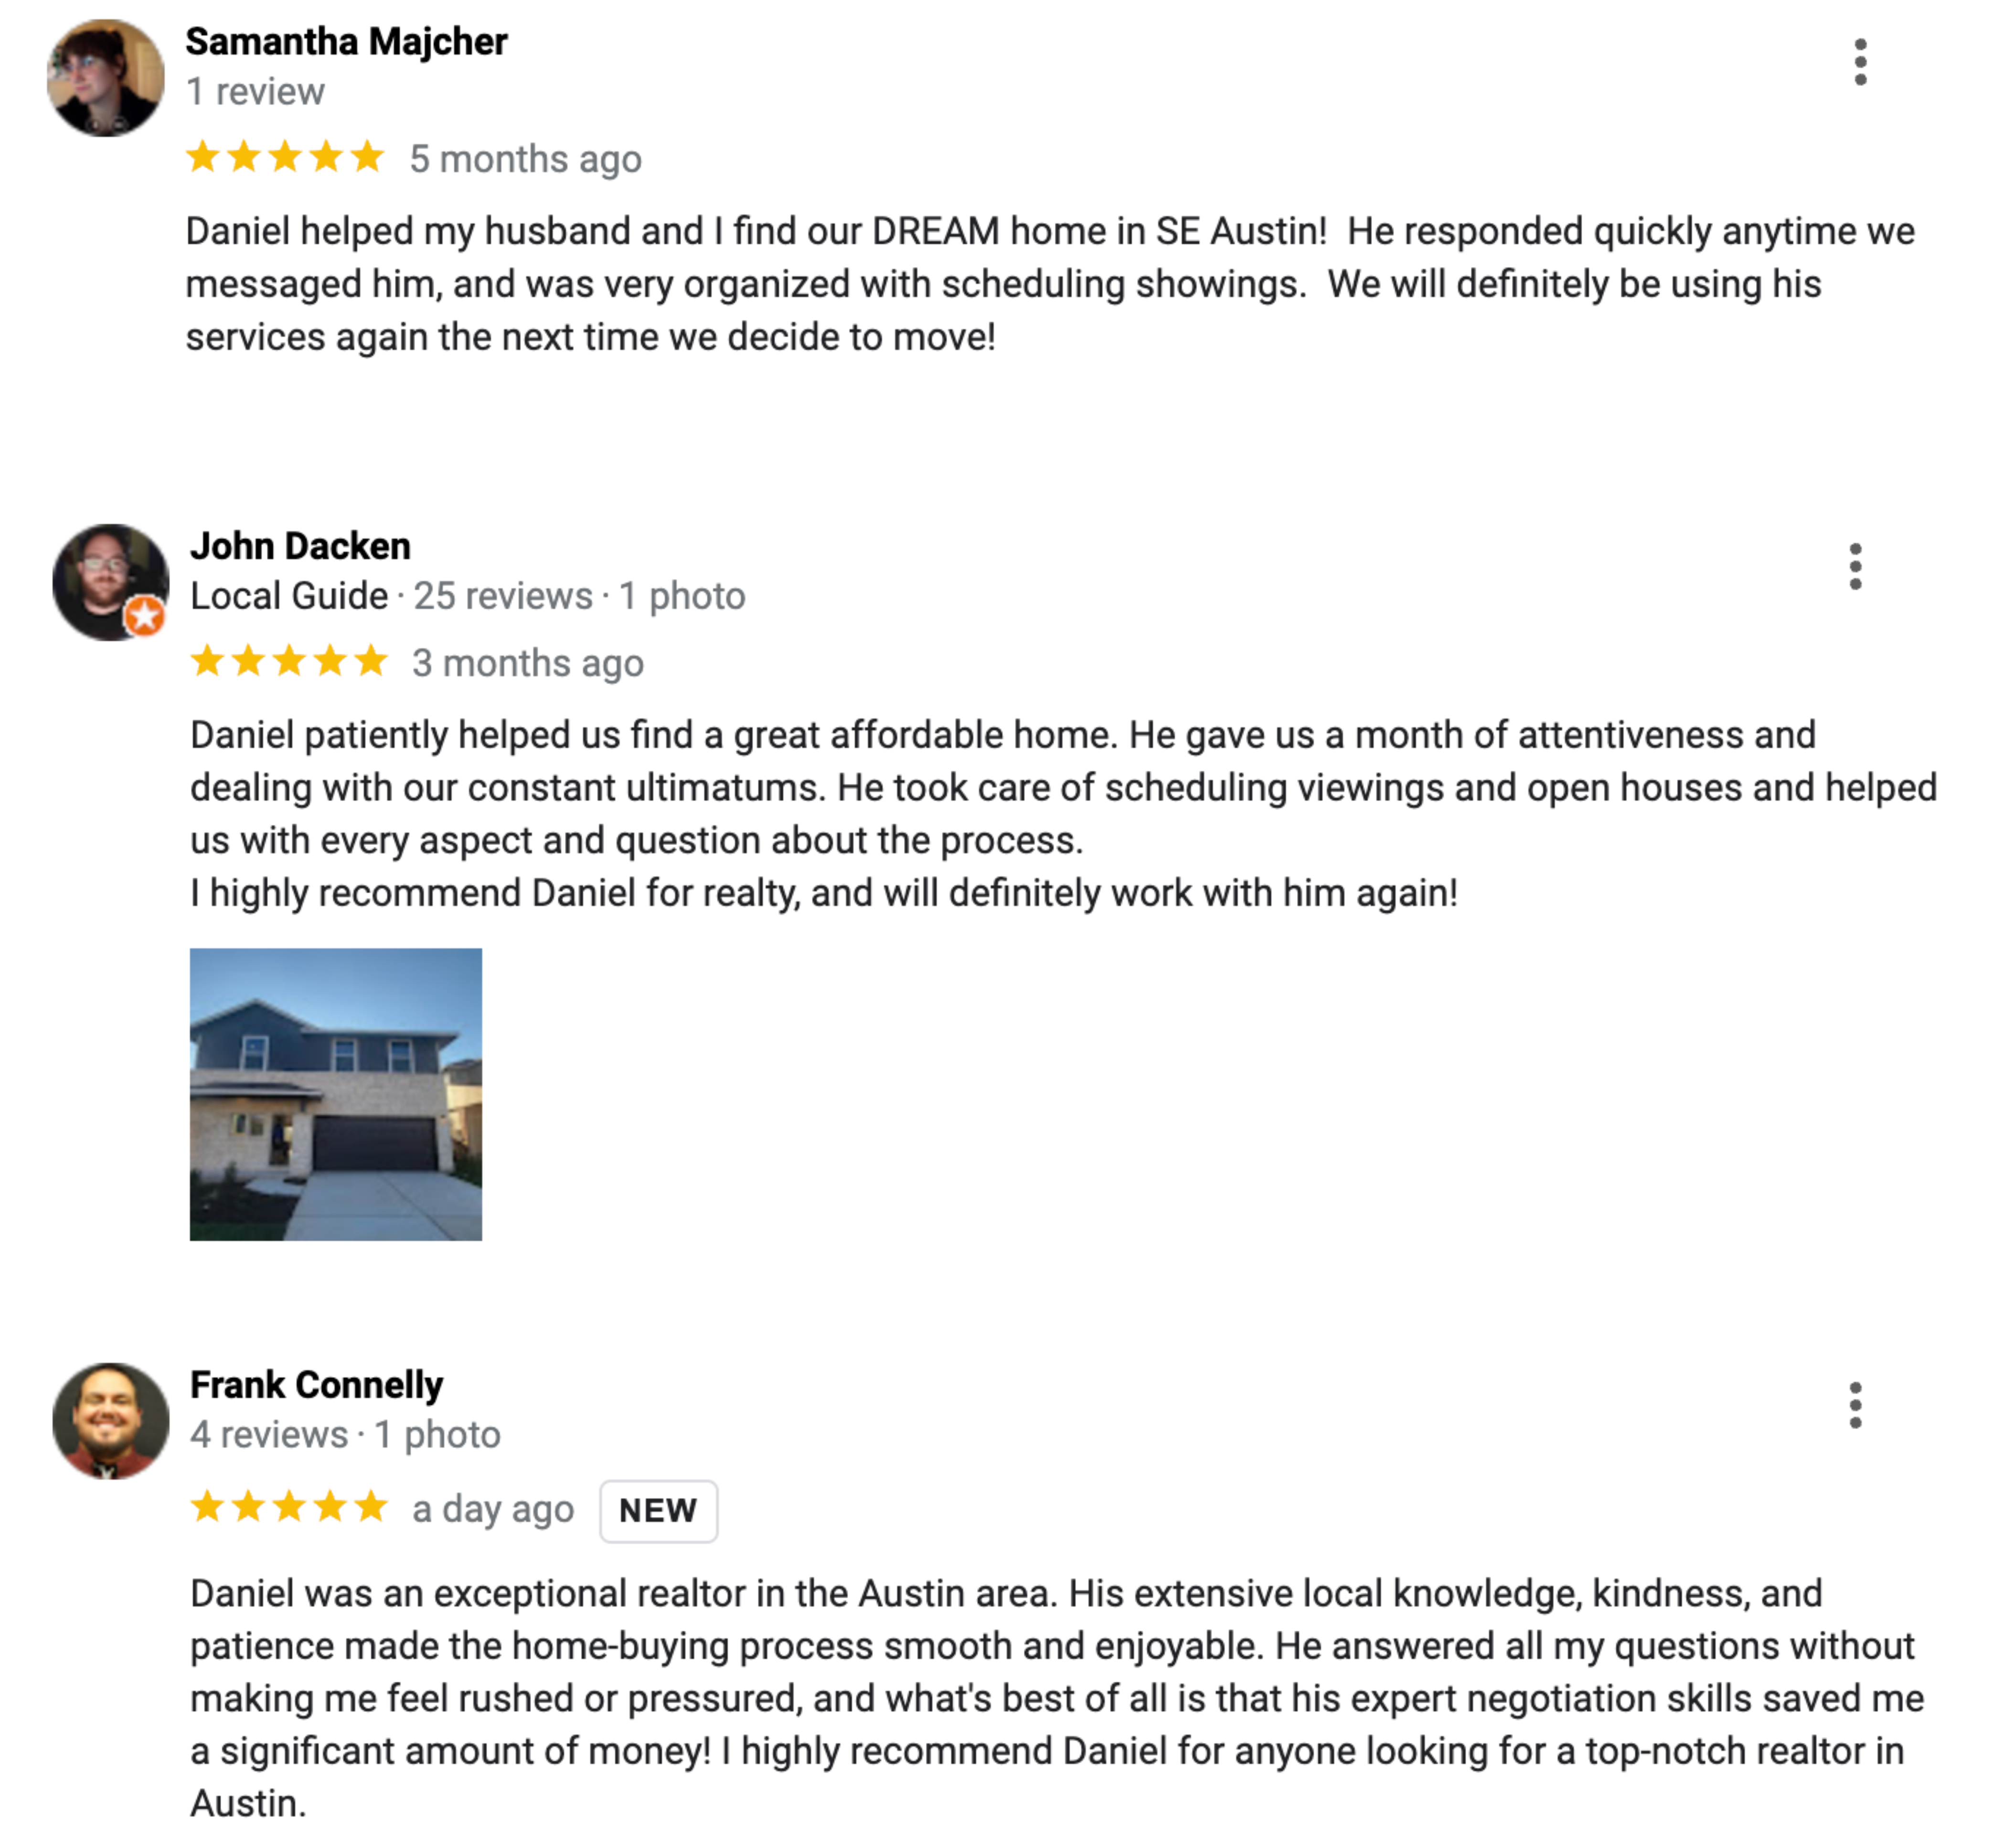 Samantha Majcher
1 review
5 months ago
Daniel helped my husband and I find our DREAM home in SE Austin!  He responded quickly anytime we
messaged him, and was very organized with scheduling showings.  We will definitely be using his
services again the next time we decide to move!
John Dacken
Local Guide · 25 reviews · 1 photo
3 months ago
Daniel patiently helped us find a great affordable home. He gave us a month of attentiveness and
dealing with our constant ultimatums. He took care of scheduling viewings and open houses and helped
us with every aspect and question about the process.
I highly recommend Daniel for realty, and will definitely work with him again!
Frank Connelly
4 reviews · 1 photo
a day ago NEW
Daniel was an exceptional realtor in the Austin area. His extensive local knowledge, kindness, and
patience made the home-buying process smooth and enjoyable. He answered all my questions without
making me feel rushed or pressured, and what's best of all is that his expert negotiation skills saved me
a significant amount of money! I highly recommend Daniel for anyone looking for a top-notch realtor in
Austin.